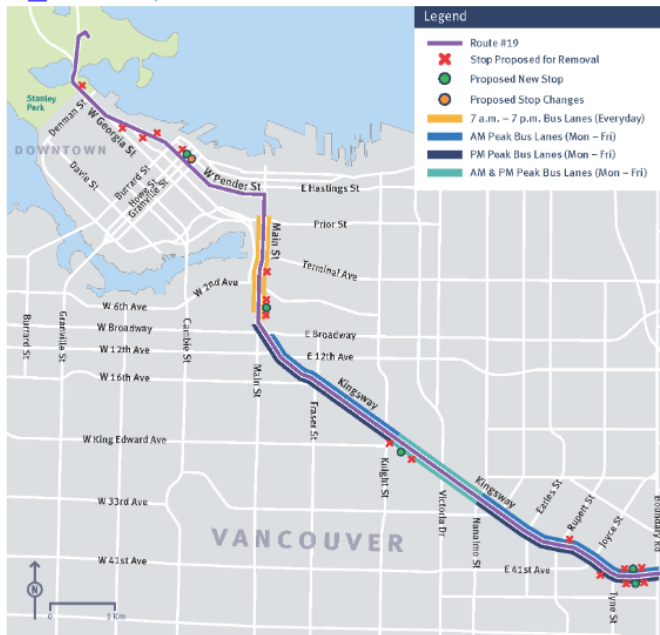 Legend
Route #19
Stop Proposed for Removal
Proposed New Stop
Proposed Stop Changes
7 a.m. – 7 p.m. Bus Lanes (Everyday)
AM Peak Bus Lanes (Mon – Fri)
PM Peak Bus Lanes (Mon – Fri)
AM & PM Peak Bus Lanes (Mon – Fri)
Stanley
Park
Denman St
W Georgia St
DOWNTOWN
Davie St
Burrard St
Howe St
Granville St
W Pender St
E Hastings St
Main St
Prior St
Terminal Ave
W 2nd Ave
W 6th Ave
W Broadway
E Broadway
W 12th Ave
E 12th Ave
W 16th Ave
Burrard St
Granville St
Cambie St
Main St
Fraser St
Kingsway
W King Edward Ave
Knight St
Victoria Dr
Nanaimo St
Kingsway
Earles St
Rupert St
Joyce St
Boundary Rd
W 33rd Ave
VANCOUVER
W 41st Ave
E 41st Ave
Tyne St
N
0 1 Km